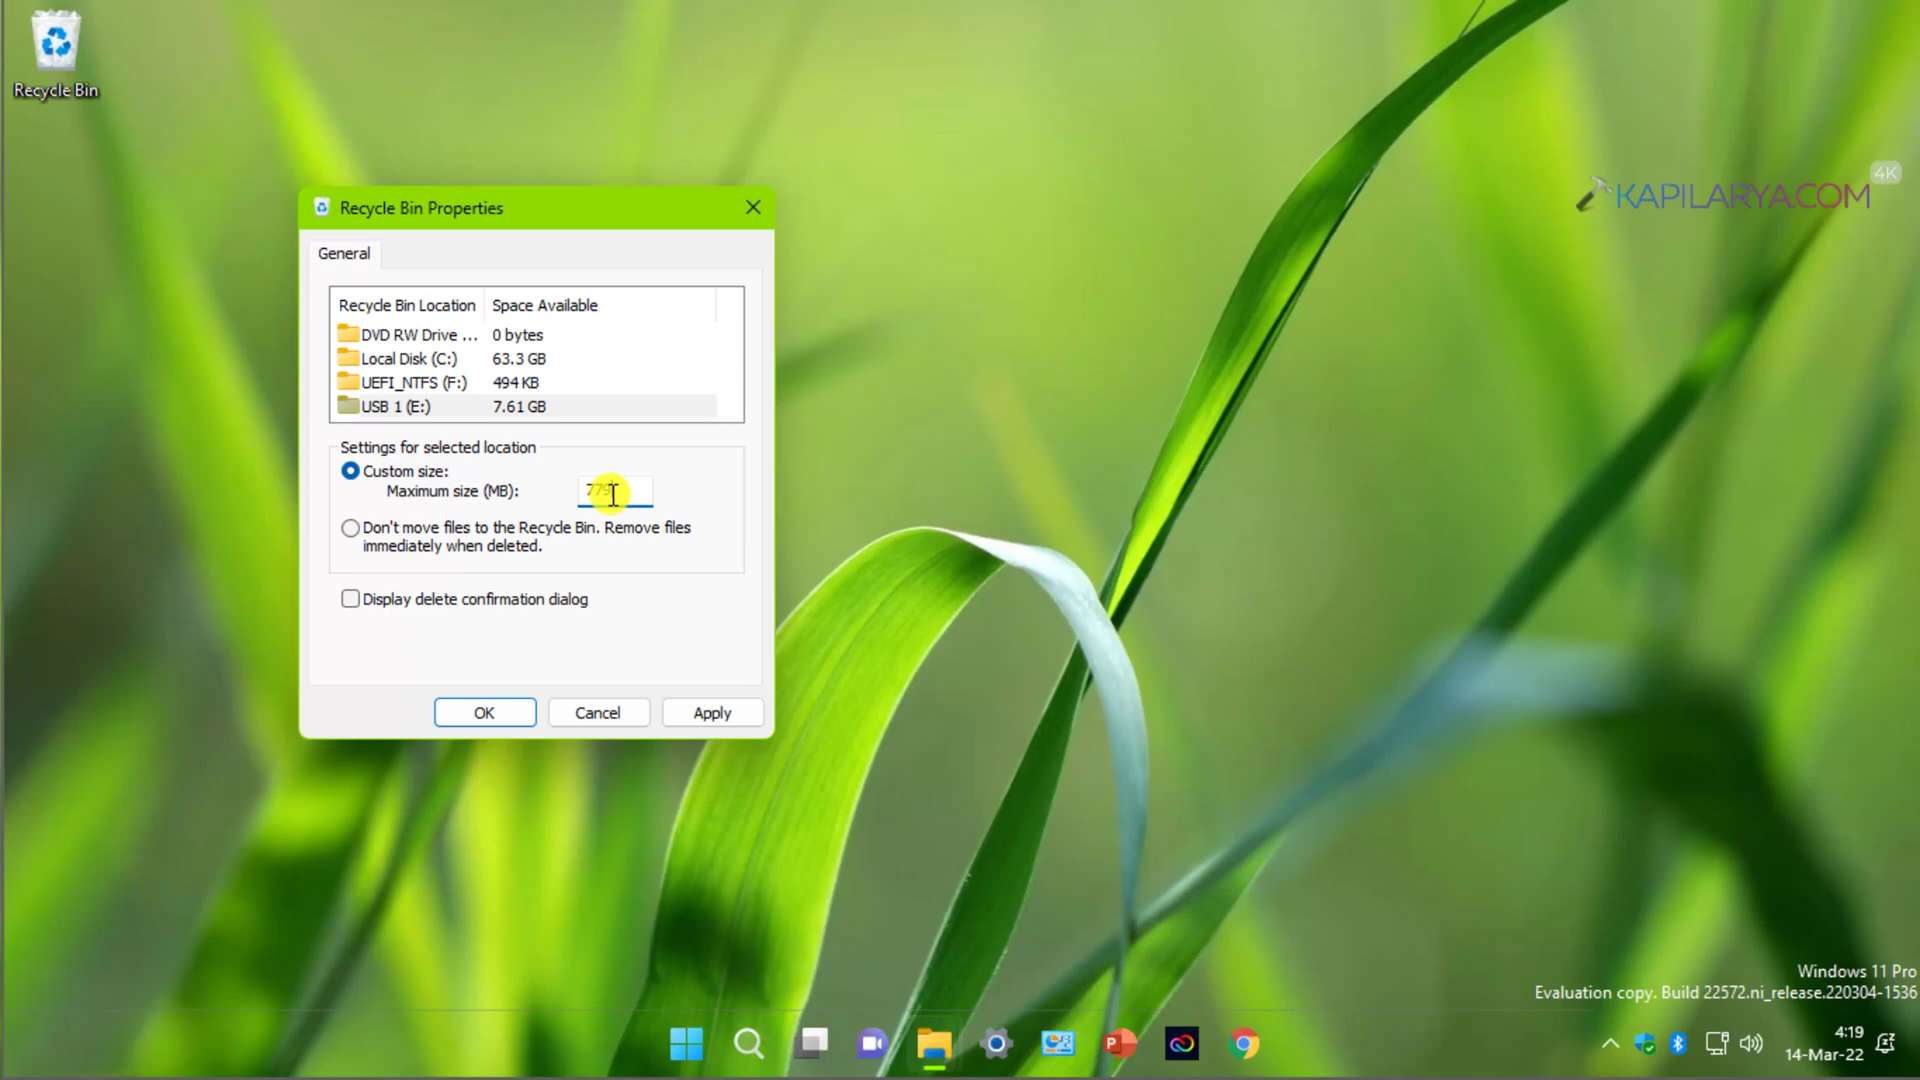 Recycle Bin
4K
KAPILARYA.COM
Recycle Bin Properties
General
Recycle Bin Location Space Available
DVD RW Drive ... 0 bytes
Local Disk (C:) 63.3 GB
UEFI_NTFS (F:) 494 KB
USB 1 (E:) 7.61 GB
Settings for selected location
Custom size:
Maximum size (MB): 779
Don't move files to the Recycle Bin. Remove files
immediately when deleted.
Display delete confirmation dialog
OK Cancel Apply
Windows 11 Pro
Evaluation copy. Build 22572.ni_release.220304-1536
4:19
14-Mar-22